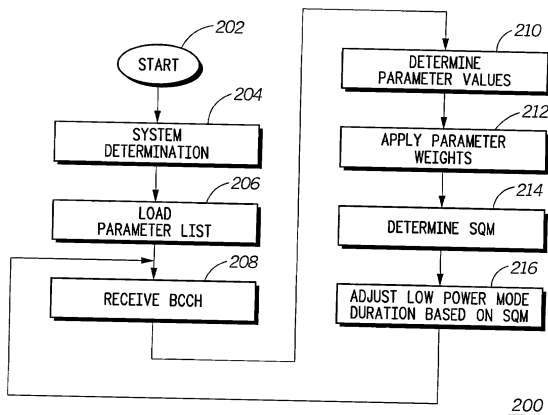 202
START
204
SYSTEM
DETERMINATION
206
LOAD
PARAMETER LIST
208
RECEIVE BCCH
210
DETERMINE
PARAMETER VALUES
212
APPLY PARAMETER
WEIGHTS
214
DETERMINE SQM
216
ADJUST LOW POWER MODE
DURATION BASED ON SQM
200